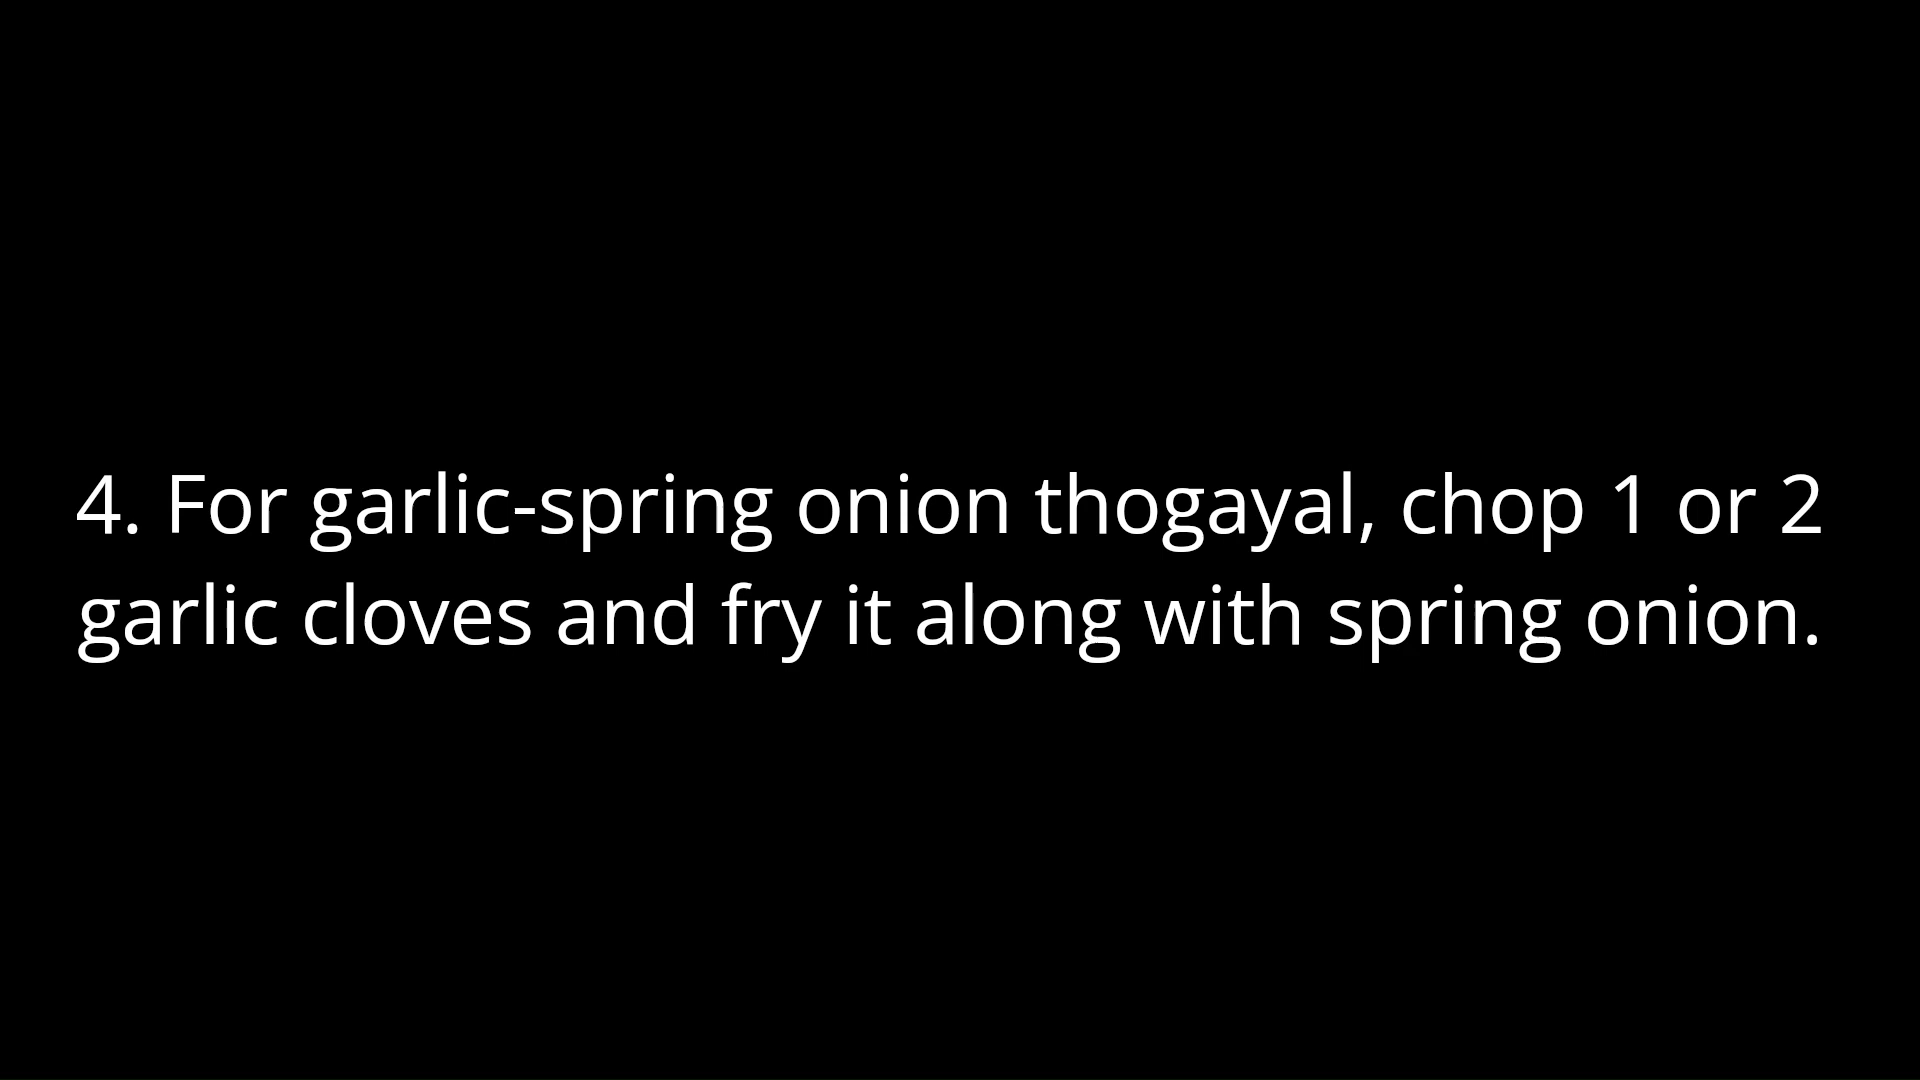 4. For garlic-spring onion thogayal, chop 1 or 2
garlic cloves and fry it along with spring onion.